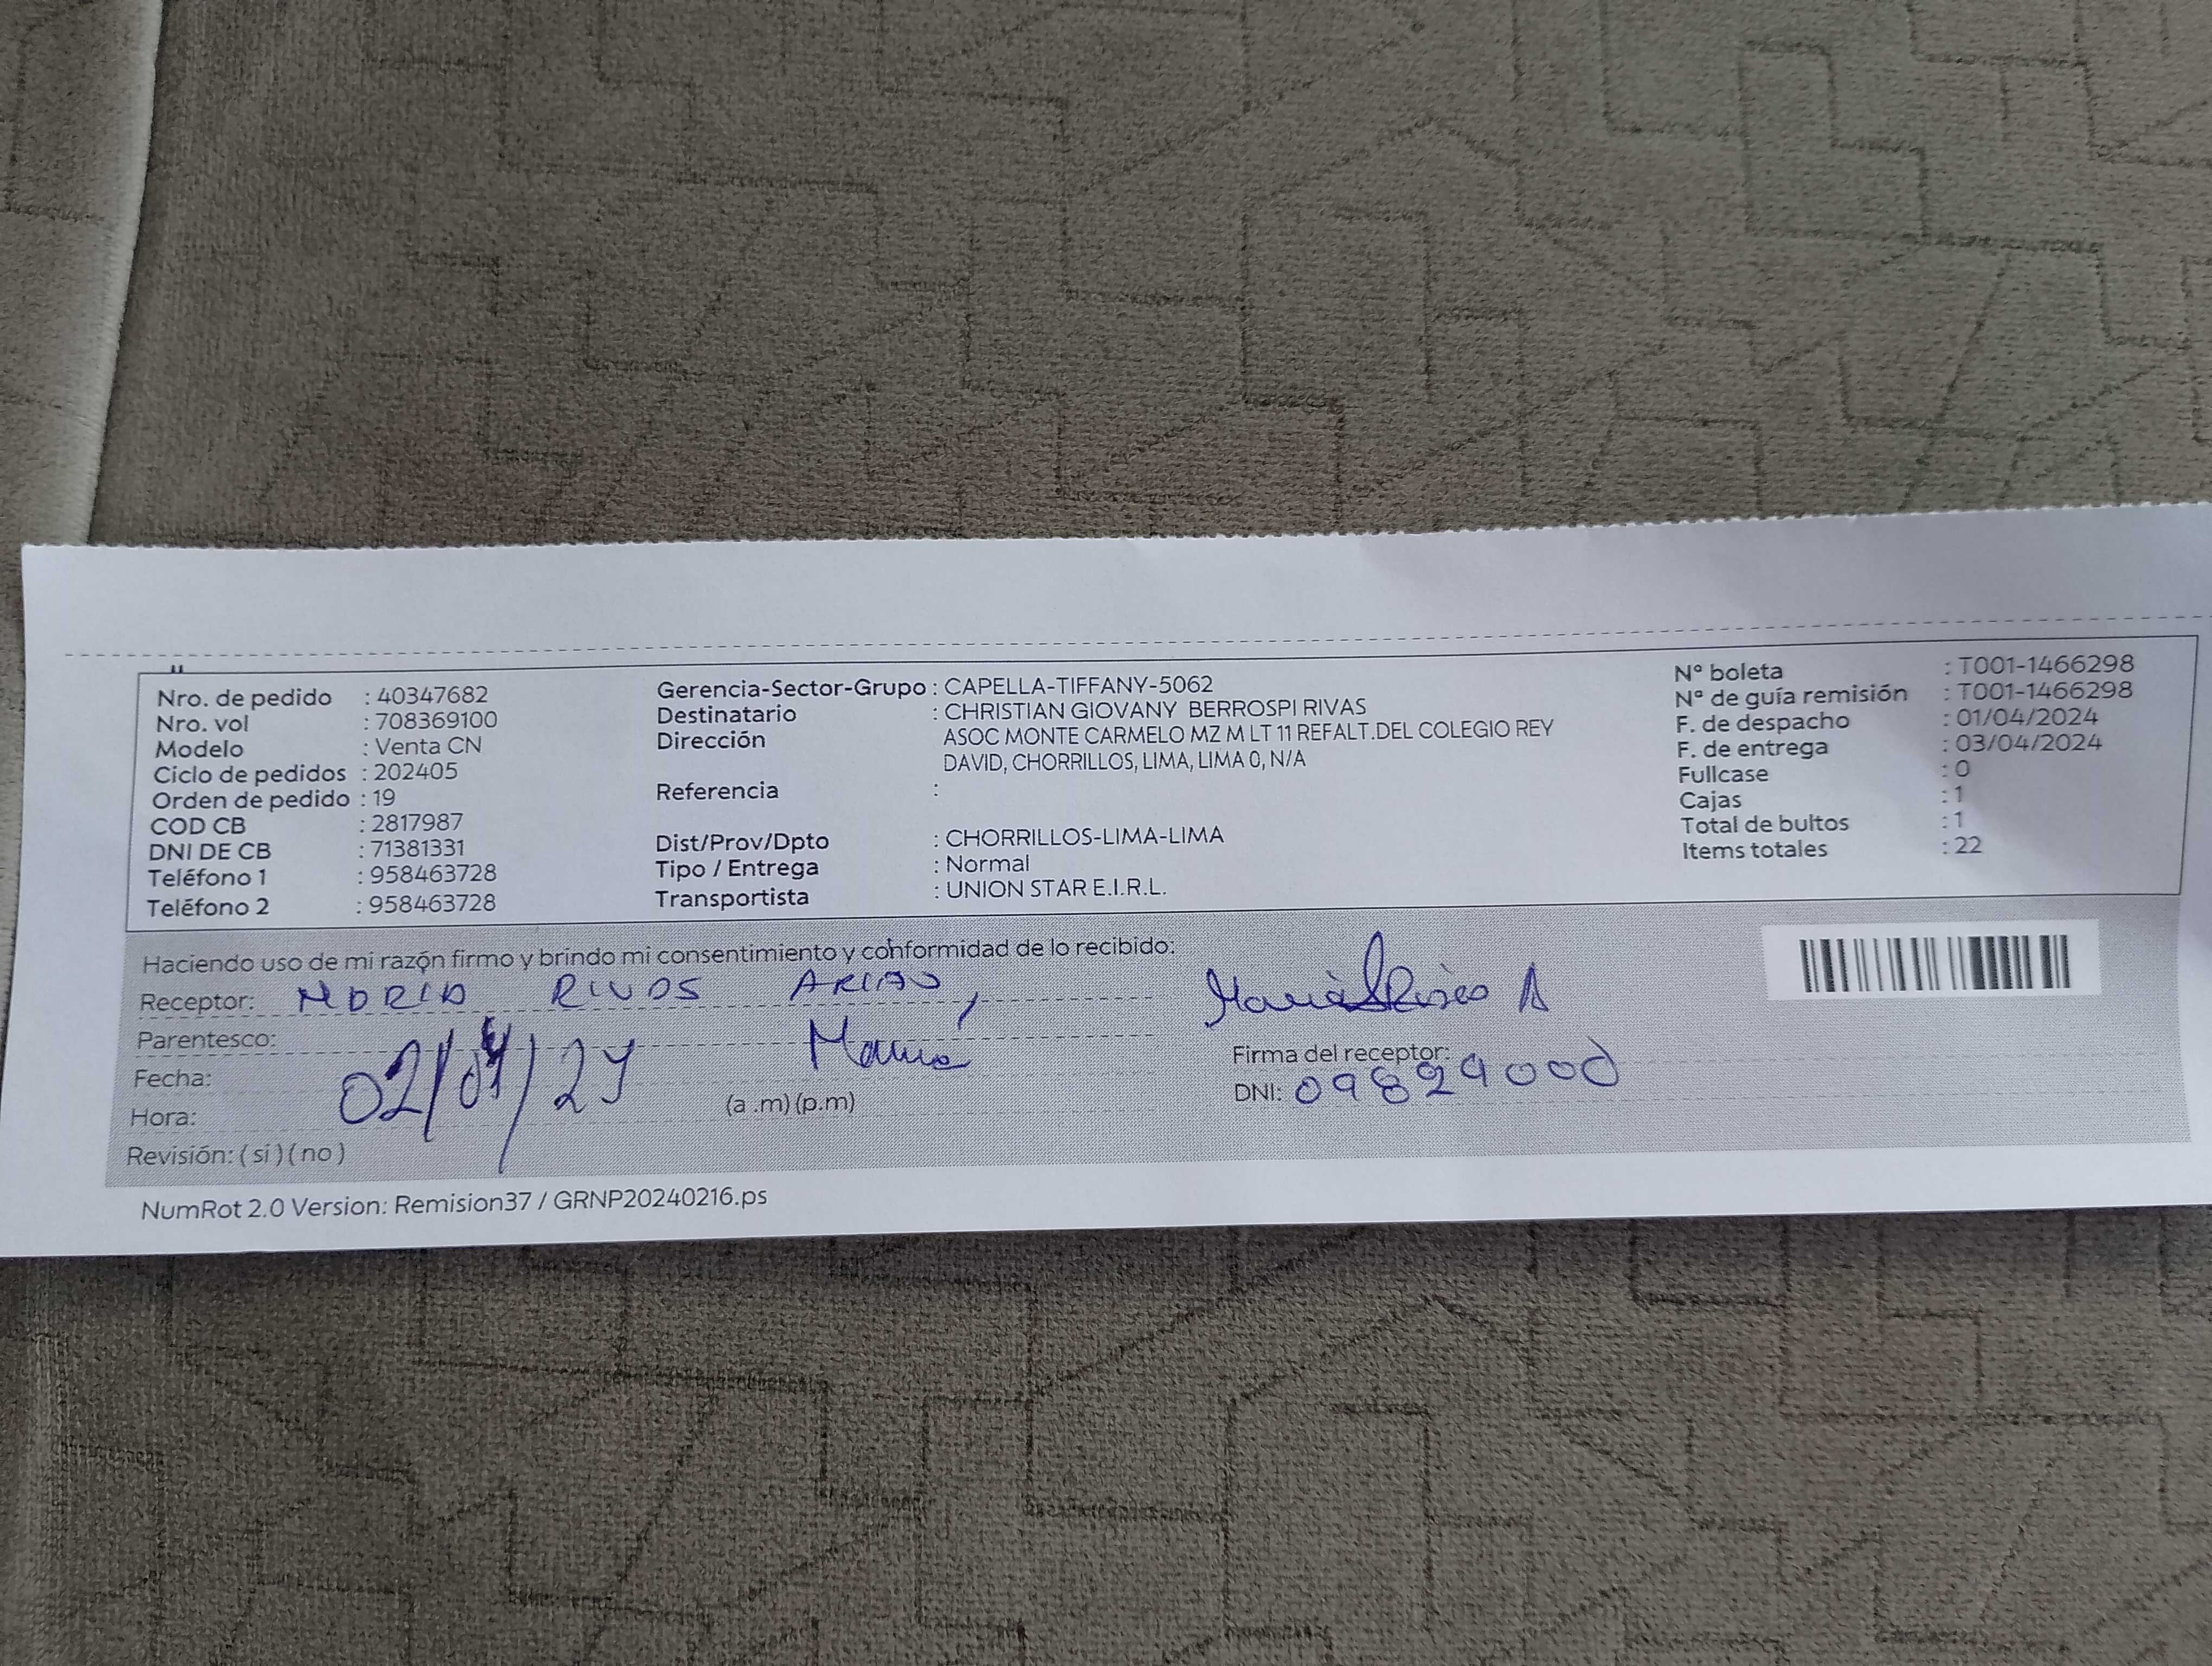 Nro. de pedido : 40347682
Nro. vol : 708369100
Modelo : Venta CN
Ciclo de pedidos : 202405
Orden de pedido : 19
COD CB : 2817987
DNI DE CB : 71381331
Teléfono 1 : 958463728
Teléfono 2 : 958463728
Gerencia-Sector-Grupo : CAPELLA-TIFFANY-5062
Destinatario : CHRISTIAN GIOVANY BERROSPI RIVAS
Dirección ASOC MONTE CARMELO MZ M LT 11 REFALT.DEL COLEGIO REY
DAVID, CHORRILLOS, LIMA, LIMA 0, N/A
Referencia :
Dist/Prov/Dpto : CHORRILLOS-LIMA-LIMA
Tipo / Entrega : Normal
Transportista : UNION STAR E.I.R.L.
N° boleta : T001-1466298
N° de guía remisión : T001-1466298
F. de despacho : 01/04/2024
F. de entrega : 03/04/2024
Fullcase : 0
Cajas : 1
Total de bultos : 1
Items totales : 22
Haciendo uso de mi razón firmo y brindo mi consentimiento y conformidad de lo recibido:
Receptor: MARIA RIVAS ARIAS,
Parentesco: Mama
Fecha: 02/04/24
Hora: (a .m) (p.m)
Revisión: ( si ) ( no )
Firma del receptor:
DNI: 09829000
NumRot 2.0 Version: Remision37 / GRNP20240216.ps